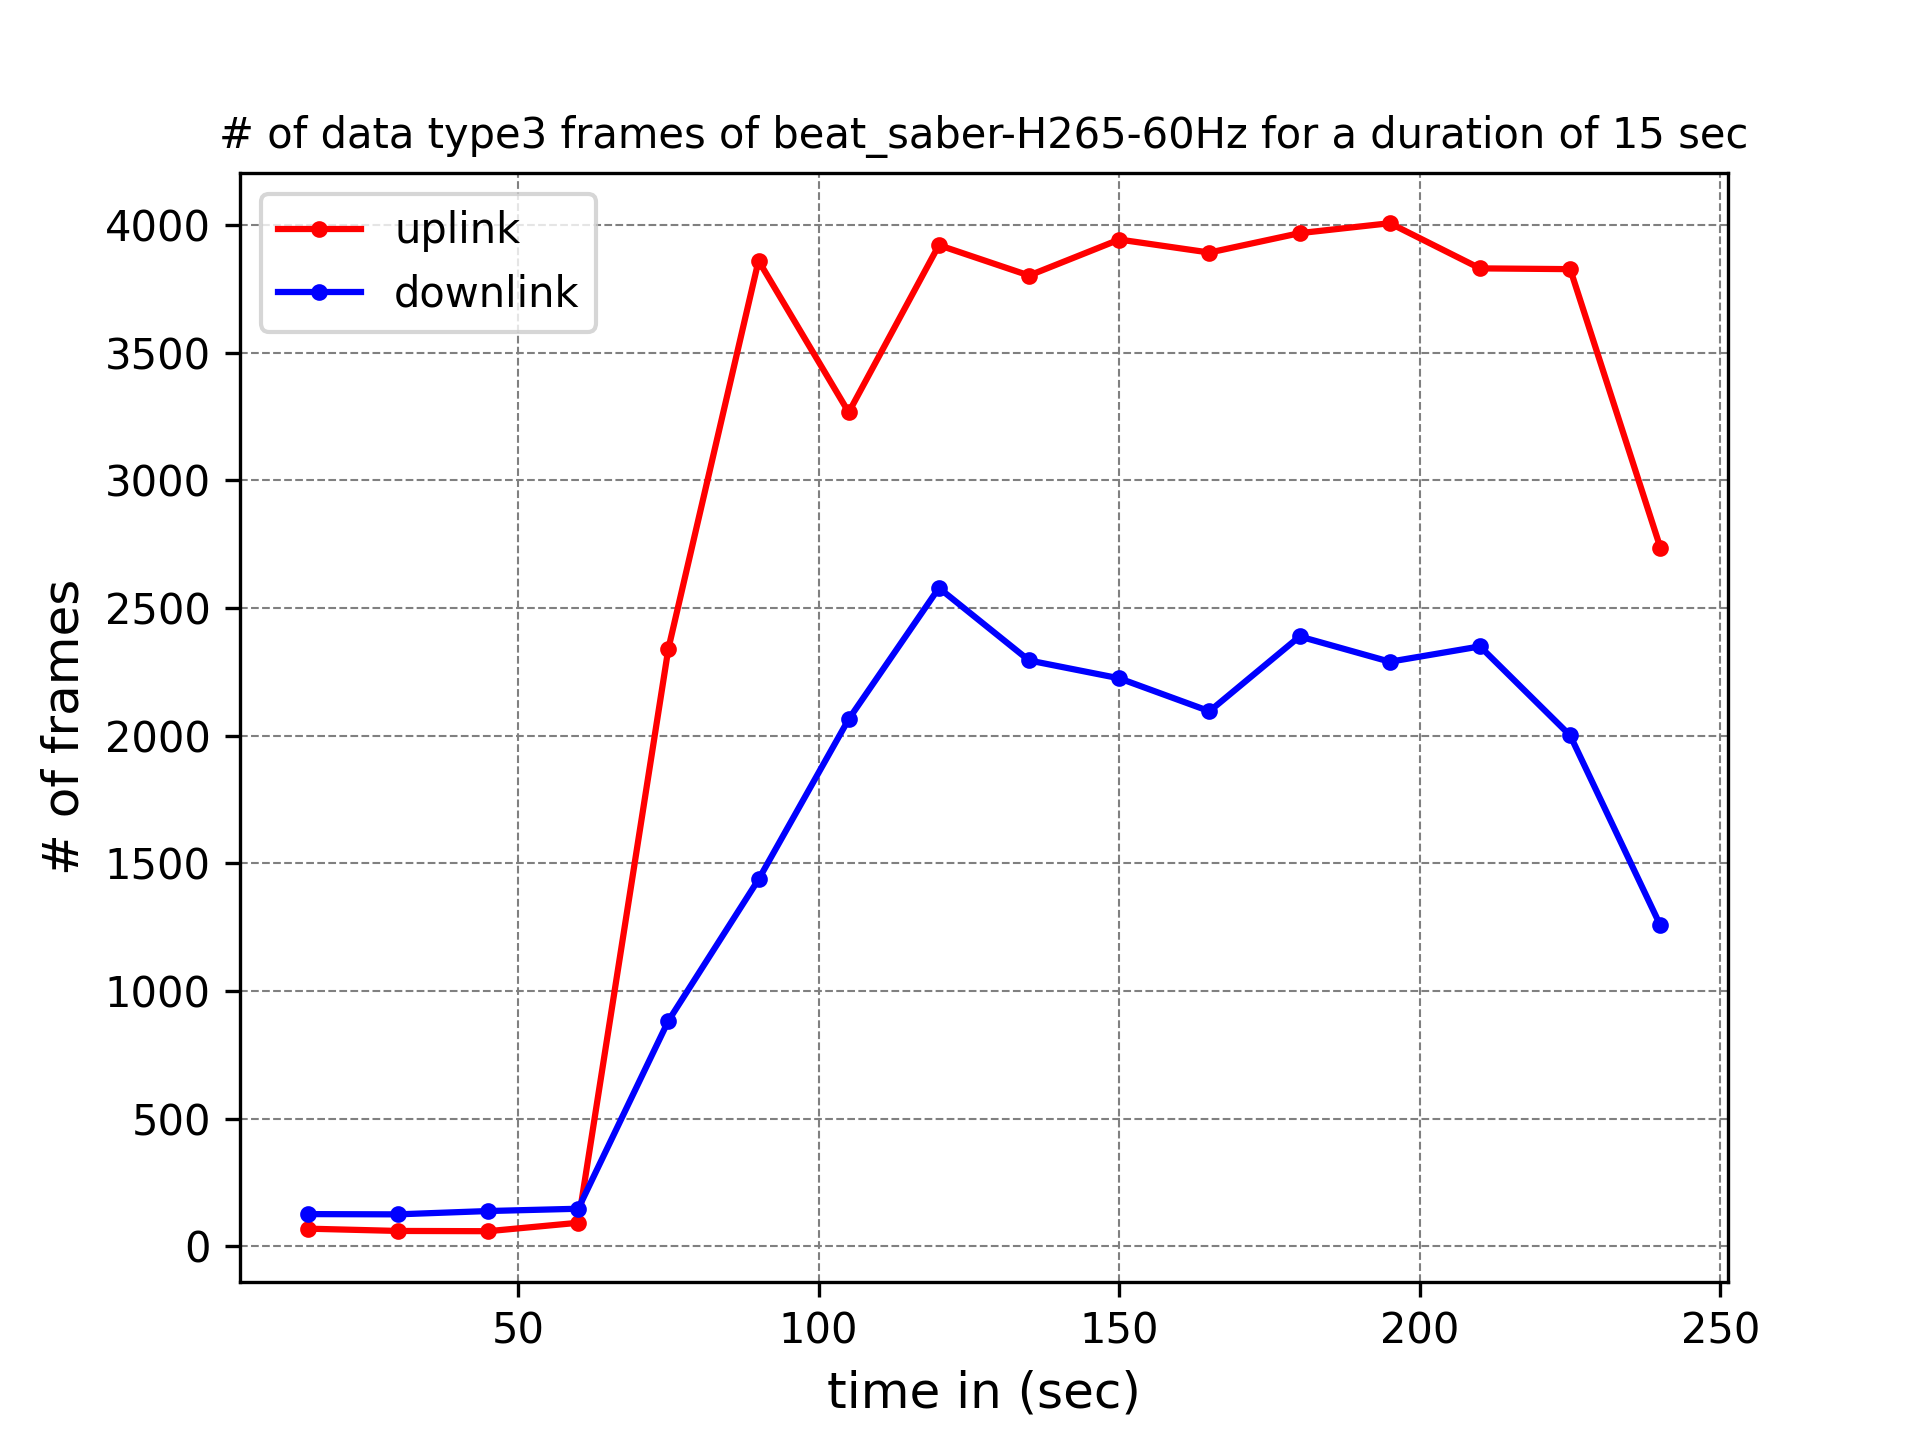 # of data type3 frames of beat_saber-H265-60Hz for a duration of 15 sec
uplink
downlink
4000
3500
3000
2500
2000
1500
1000
500
0
# of frames
50 100 150 200 250
time in (sec)